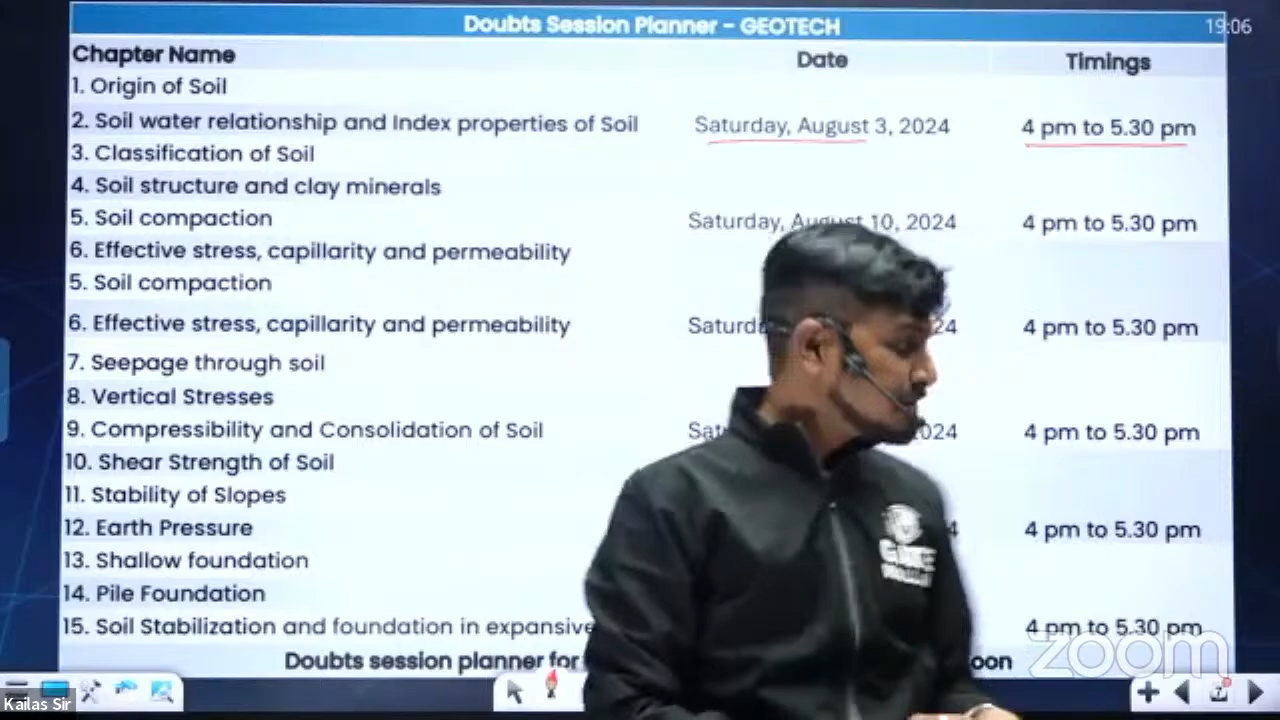 Doubts Session Planner – GEOTECH
19:06
Chapter Name Date Timings
1. Origin of Soil
2. Soil water relationship and Index properties of Soil Saturday, August 3, 2024 4 pm to 5.30 pm
3. Classification of Soil
4. Soil structure and clay minerals
5. Soil compaction Saturday, August 10, 2024 4 pm to 5.30 pm
6. Effective stress, capillarity and permeability
5. Soil compaction
6. Effective stress, capillarity and permeability 24 4 pm to 5.30 pm
7. Seepage through soil
8. Vertical Stresses
9. Compressibility and Consolidation of Soil 024 4 pm to 5.30 pm
10. Shear Strength of Soil
11. Stability of Slopes
12. Earth Pressure 4 4 pm to 5.30 pm
13. Shallow foundation
14. Pile Foundation
15. Soil Stabilization and foundation in expansive 4 pm to 5.30 pm
Doubts session planner for oon
zoom
Kailas Sir